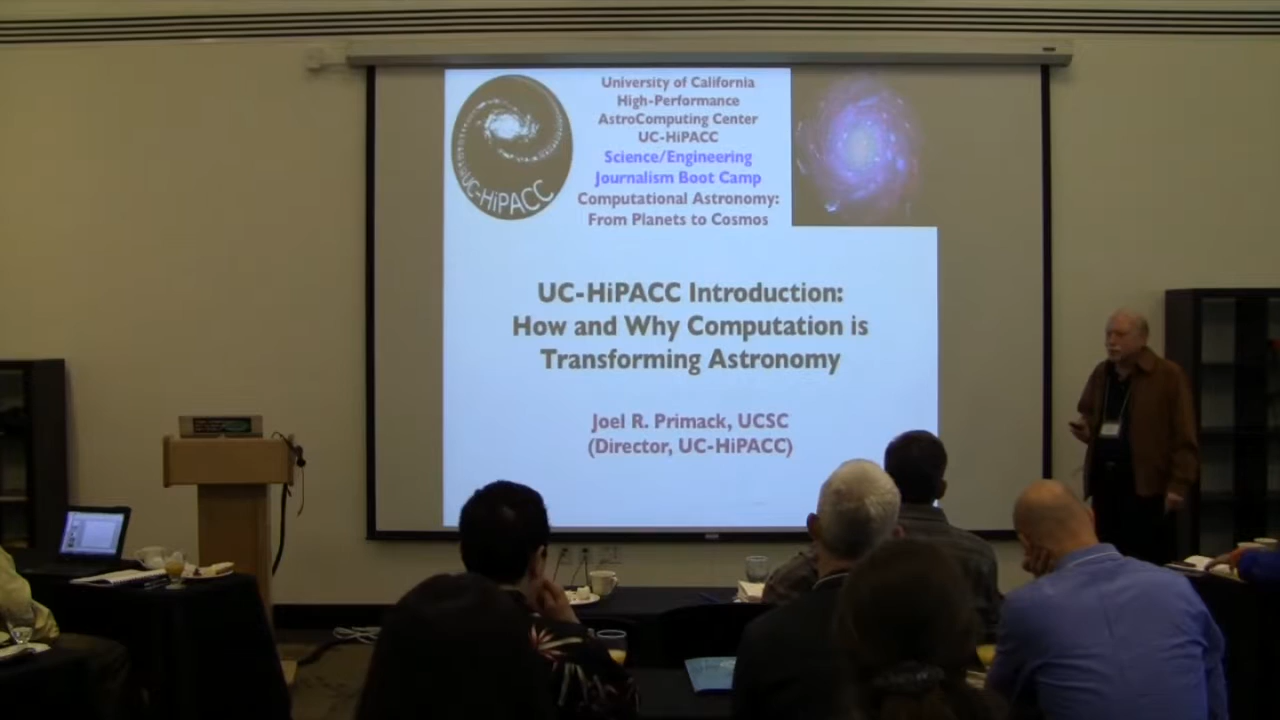 UC-HiPACC
University of California
High-Performance
AstroComputing Center
UC-HiPACC
Science/Engineering
Journalism Boot Camp
Computational Astronomy:
From Planets to Cosmos
UC-HiPACC Introduction:
How and Why Computation is
Transforming Astronomy
Joel R. Primack, UCSC
(Director, UC-HiPACC)